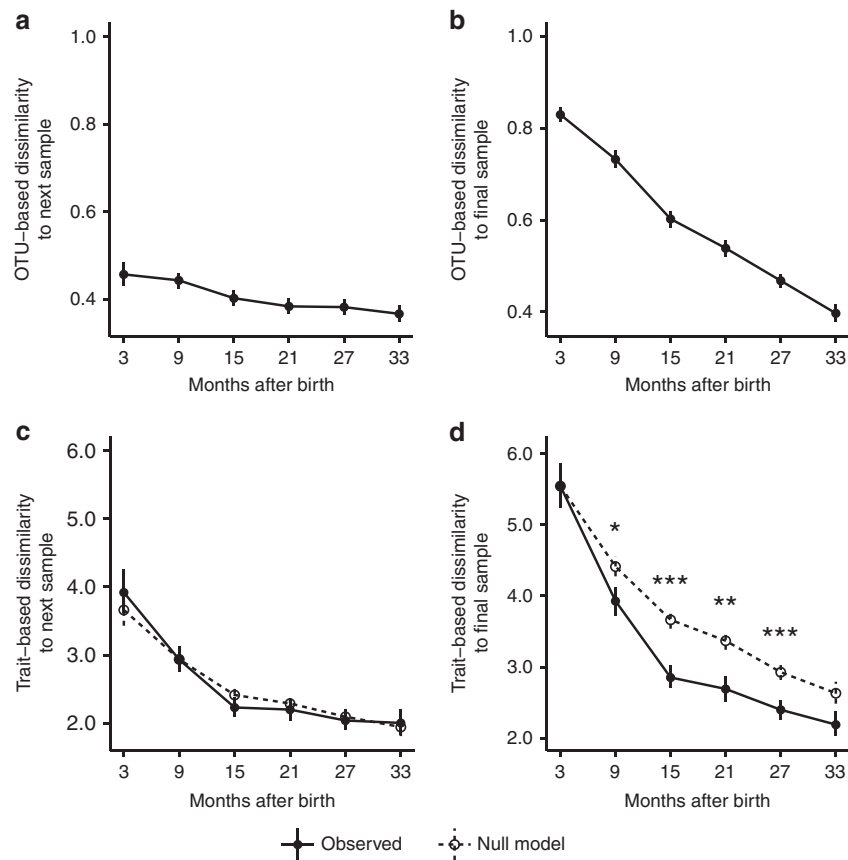 a
OTU−based dissimilarity
to next sample
1.0
0.8
0.6
0.4
3 9 15 21 27 33
Months after birth
b
OTU−based dissimilarity
to final sample
1.0
0.8
0.6
0.4
3 9 15 21 27 33
Months after birth
c
Trait−based dissimilarity
to next sample
6.0
5.0
4.0
3.0
2.0
3 9 15 21 27 33
Months after birth
d
Trait−based dissimilarity
to final sample
6.0
5.0
4.0
3.0
2.0
* *** ** ***
3 9 15 21 27 33
Months after birth
Observed Null model